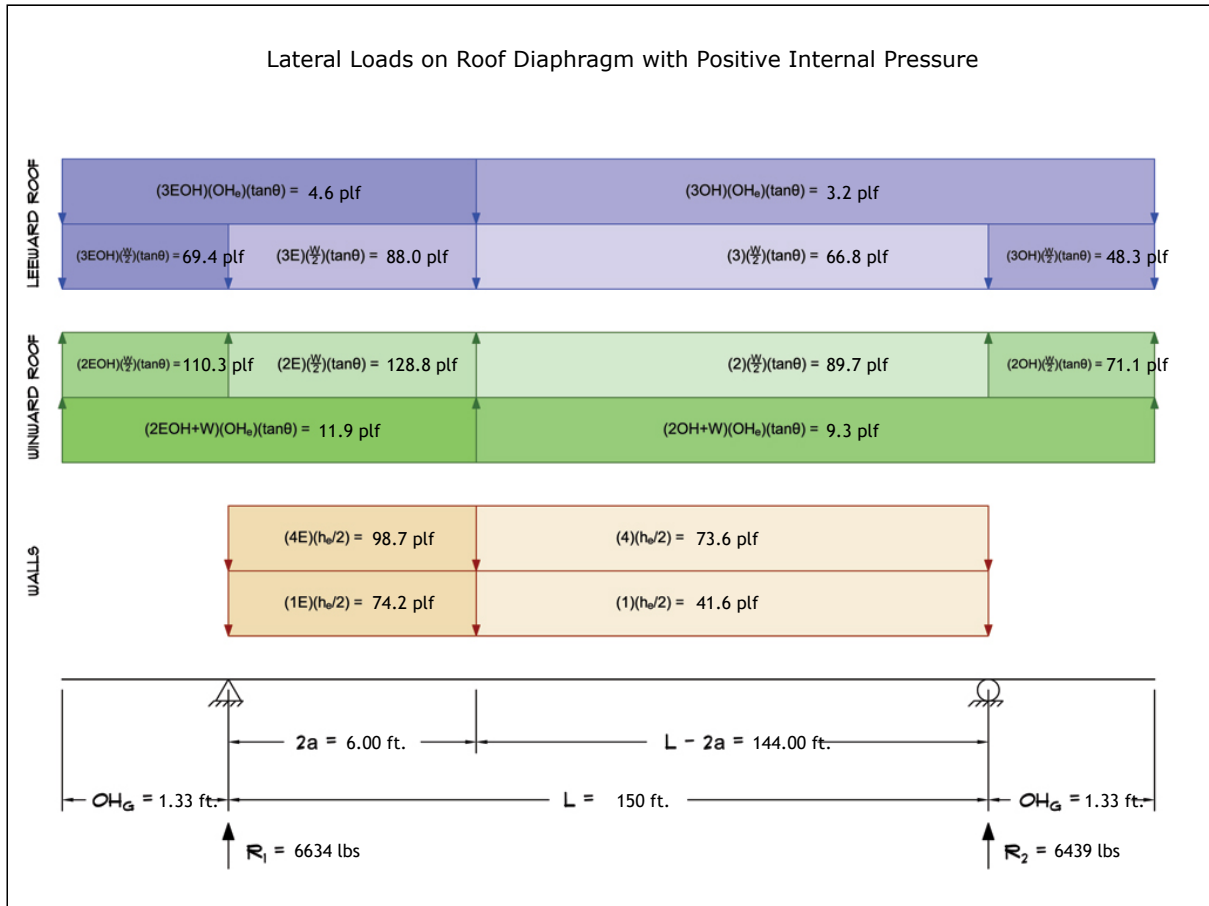 Lateral Loads on Roof Diaphragm with Positive Internal Pressure
LEEWARD ROOF
(3EOH)(OHₑ)(tanθ) = 4.6 plf
(3OH)(OHₑ)(tanθ) = 3.2 plf
(3EOH)(W/2)(tanθ) = 69.4 plf
(3E)(W/2)(tanθ) = 88.0 plf
(3)(W/2)(tanθ) = 66.8 plf
(3OH)(W/2)(tanθ) = 48.3 plf
WINWARD ROOF
(2EOH)(W/2)(tanθ) = 110.3 plf
(2E)(W/2)(tanθ) = 128.8 plf
(2)(W/2)(tanθ) = 89.7 plf
(2OH)(W/2)(tanθ) = 71.1 plf
(2EOH+W)(OHₑ)(tanθ) = 11.9 plf
(2OH+W)(OHₑ)(tanθ) = 9.3 plf
WALLS
(4E)(hₑ/2) = 98.7 plf
(4)(hₑ/2) = 73.6 plf
(1E)(hₑ/2) = 74.2 plf
(1)(hₑ/2) = 41.6 plf
2a = 6.00 ft.
L - 2a = 144.00 ft.
OH_G = 1.33 ft.
L = 150 ft.
OH_G = 1.33 ft.
R₁ = 6634 lbs
R₂ = 6439 lbs